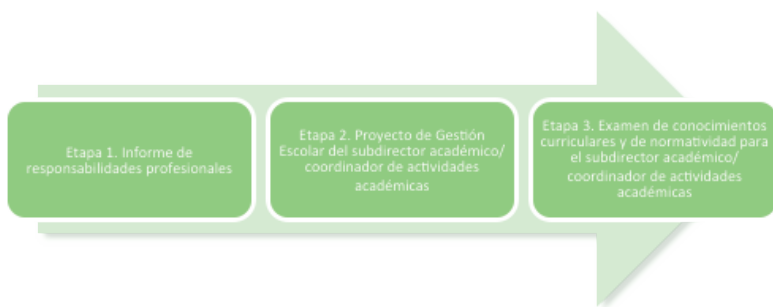 Etapa 1. Informe de
responsabilidades profesionales
Etapa 2. Proyecto de Gestión
Escolar del subdirector académico/
coordinador de actividades
académicas
Etapa 3. Examen de conocimientos
curriculares y de normatividad para
el subdirector académico/
coordinador de actividades
académicas